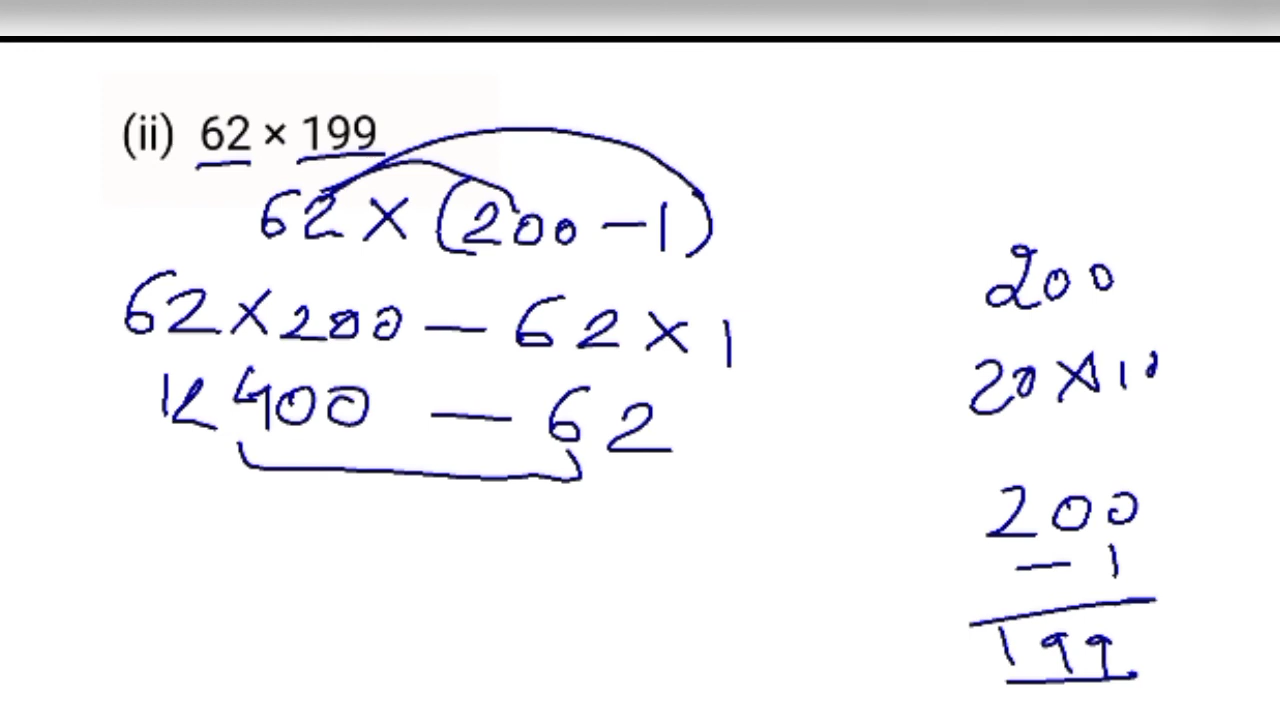 (ii) 62 × 199
62 × (200 − 1)
62 × 200 − 62 × 1
12400 − 62
200
20 × 10
200
− 1
199